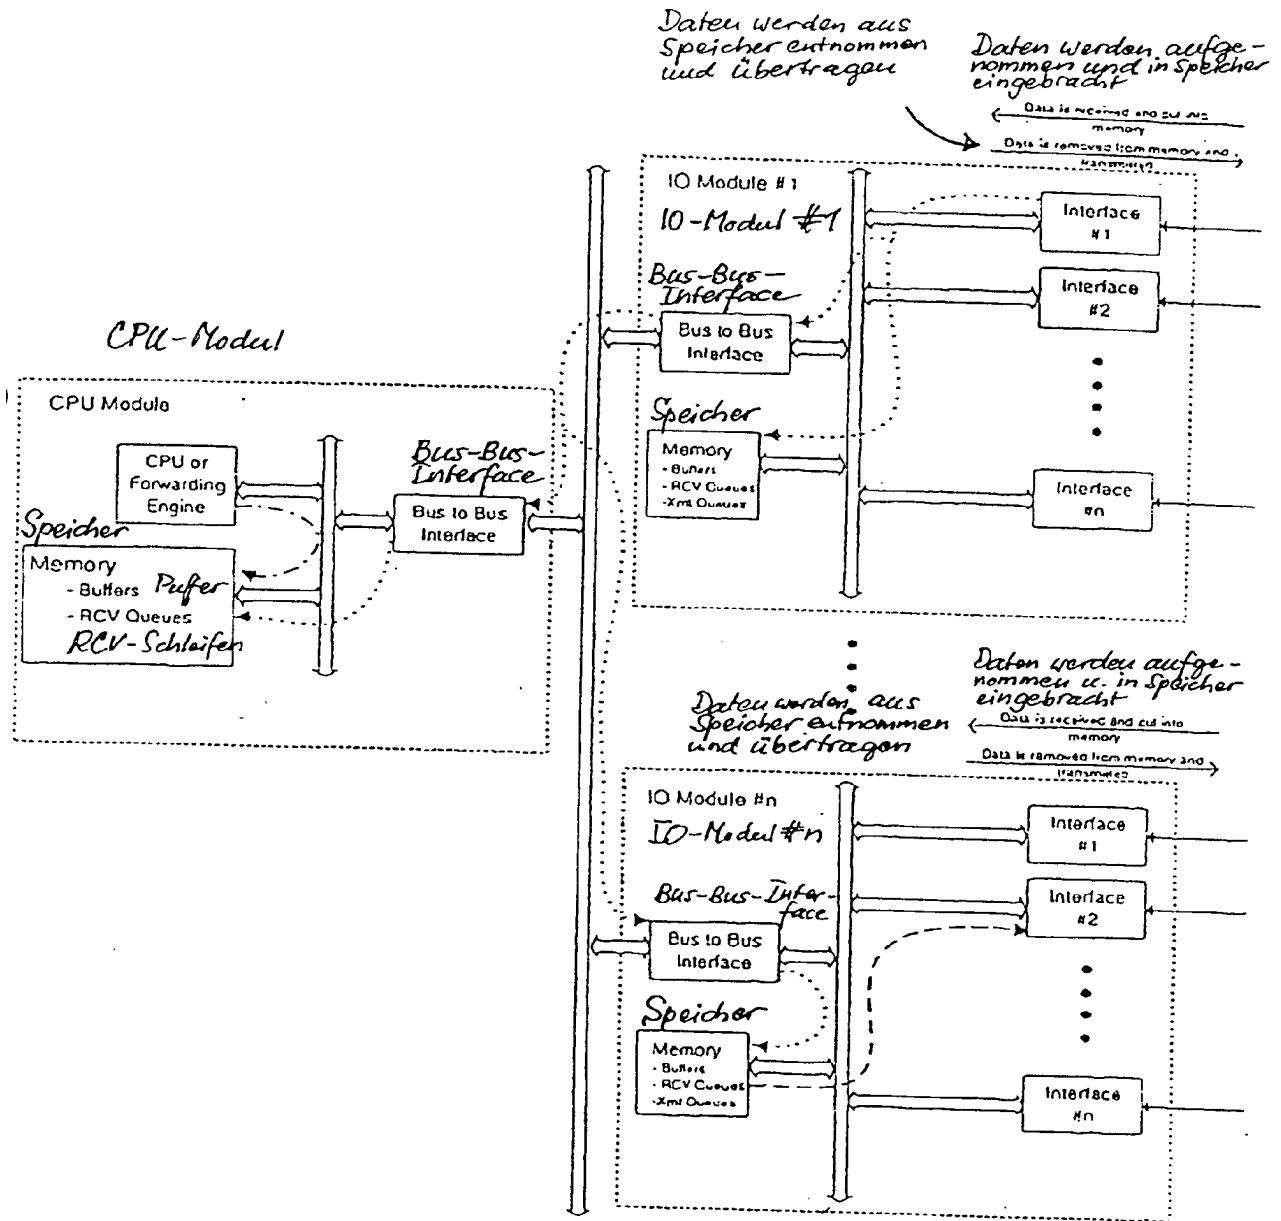 Daten werden aus
Speicher entnommen
und übertragen
Daten werden aufge-
nommen und in Speicher
eingebracht
Data is received and put into
memory
Data is removed from memory and
transmitted
IO Module #1
IO-Modul #1
Interface
#1
Bus-Bus-
Interface
Interface
#2
Bus to Bus
Interface
CPU-Modul
CPU Module
Speicher
Memory
- Buffers
- RCV Queues
- Xmt Queues
Interface
#n
CPU or
Forwarding
Engine
Bus-Bus-
Interface
Bus to Bus
Interface
Speicher
Memory
- Buffers Puffer
- RCV Queues
RCV-Schleifen
Daten werden aus
Speicher entnommen
und übertragen
Daten werden aufge-
nommen u. in Speicher
eingebracht
Data is received and put into
memory
Data is removed from memory and
transmitted
IO Module #n
IO-Modul #n
Interface
#1
Bus-Bus-Inter-
face
Interface
#2
Bus to Bus
Interface
Speicher
Memory
- Buffers
- RCV Queues
- Xmt Queues
Interface
#n